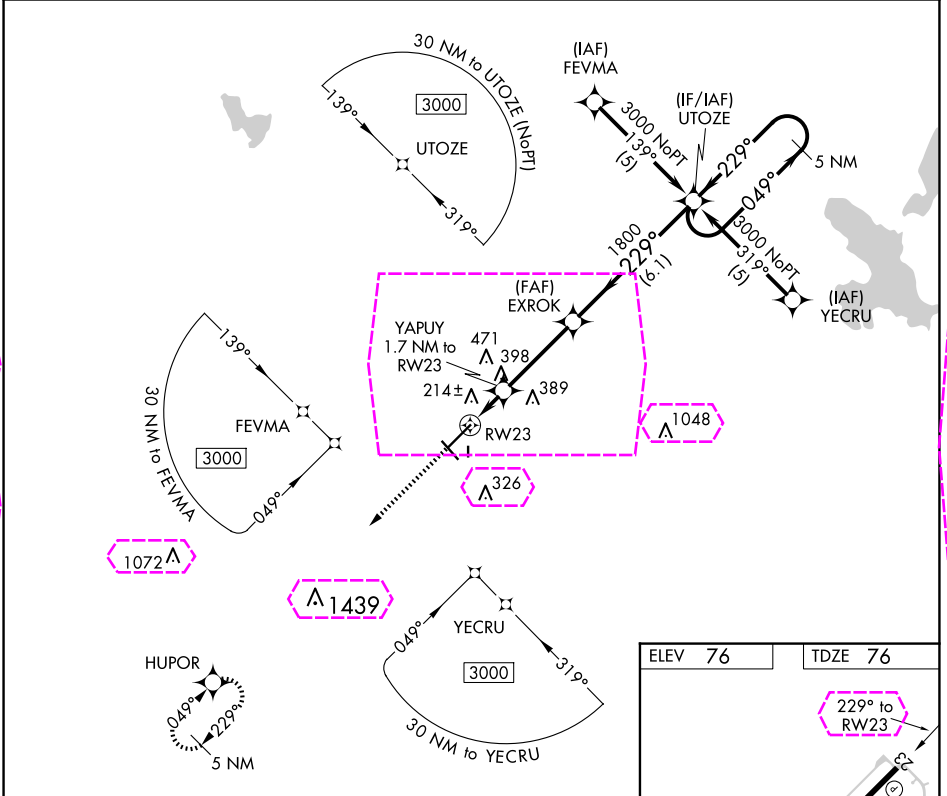 30 NM to UTOZE (NoPT)
3000
139°
UTOZE
319°
(IAF)
FEVMA
3000 NoPT
139°
(5)
(IF/IAF)
UTOZE
229°
049°
5 NM
3000 NoPT
319°
(5)
(IAF)
YECRU
1800
229°
(6.1)
(FAF)
EXROK
YAPUY
1.7 NM to
RW23
471
398
214±
389
RW23
1048
326
139°
FEVMA
3000
30 NM to FEVMA
049°
1072
1439
YECRU
049°
3000
319°
30 NM to YECRU
HUPOR
049°
229°
5 NM
ELEV 76
TDZE 76
229° to
RW23
23
P